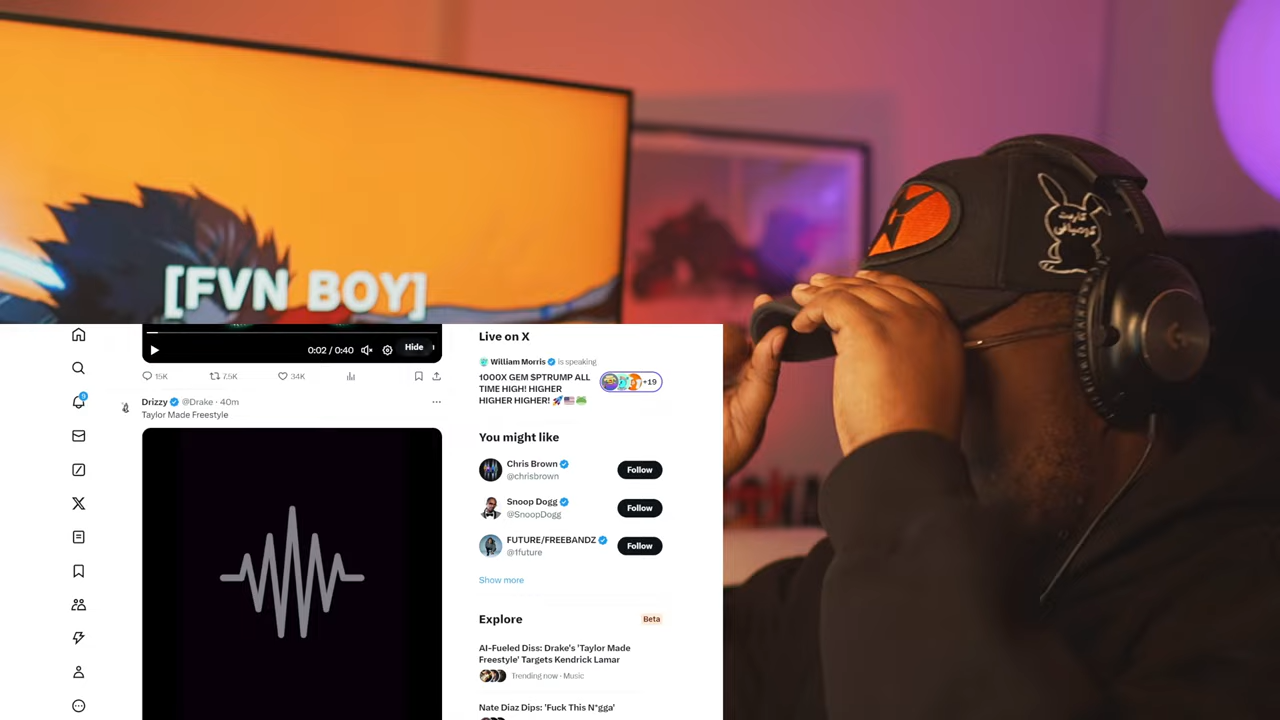 [FVN BOY]
كارمت
كوميافي
0:02 / 0:40
Hide
15K
7.5K
34K
Drizzy @Drake · 40m
Taylor Made Freestyle
Live on X
William Morris is speaking
1000X GEM $PTRUMP ALL
TIME HIGH! HIGHER
HIGHER HIGHER! 🚀🇺🇸🐸
+19
You might like
Chris Brown
@chrisbrown
Follow
Snoop Dogg
@SnoopDogg
Follow
FUTURE/FREEBANDZ
@1future
Follow
Show more
Explore
Beta
AI-Fueled Diss: Drake's 'Taylor Made
Freestyle' Targets Kendrick Lamar
Trending now · Music
Nate Diaz Dips: 'Fuck This N*gga'